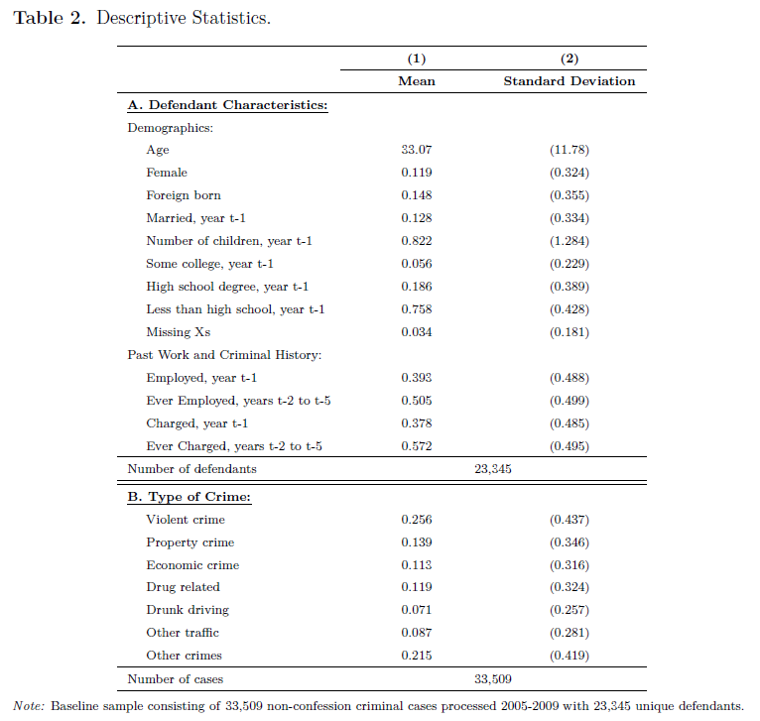 Table 2. Descriptive Statistics.
(1) (2)
Mean Standard Deviation
A. Defendant Characteristics:
Demographics:
Age 33.07 (11.78)
Female 0.119 (0.324)
Foreign born 0.148 (0.355)
Married, year t-1 0.128 (0.334)
Number of children, year t-1 0.822 (1.284)
Some college, year t-1 0.056 (0.229)
High school degree, year t-1 0.186 (0.389)
Less than high school, year t-1 0.758 (0.428)
Missing Xs 0.034 (0.181)
Past Work and Criminal History:
Employed, year t-1 0.393 (0.488)
Ever Employed, years t-2 to t-5 0.505 (0.499)
Charged, year t-1 0.378 (0.485)
Ever Charged, years t-2 to t-5 0.572 (0.495)
Number of defendants 23,345
B. Type of Crime:
Violent crime 0.256 (0.437)
Property crime 0.139 (0.346)
Economic crime 0.113 (0.316)
Drug related 0.119 (0.324)
Drunk driving 0.071 (0.257)
Other traffic 0.087 (0.281)
Other crimes 0.215 (0.419)
Number of cases 33,509
Note: Baseline sample consisting of 33,509 non-confession criminal cases processed 2005-2009 with 23,345 unique defendants.